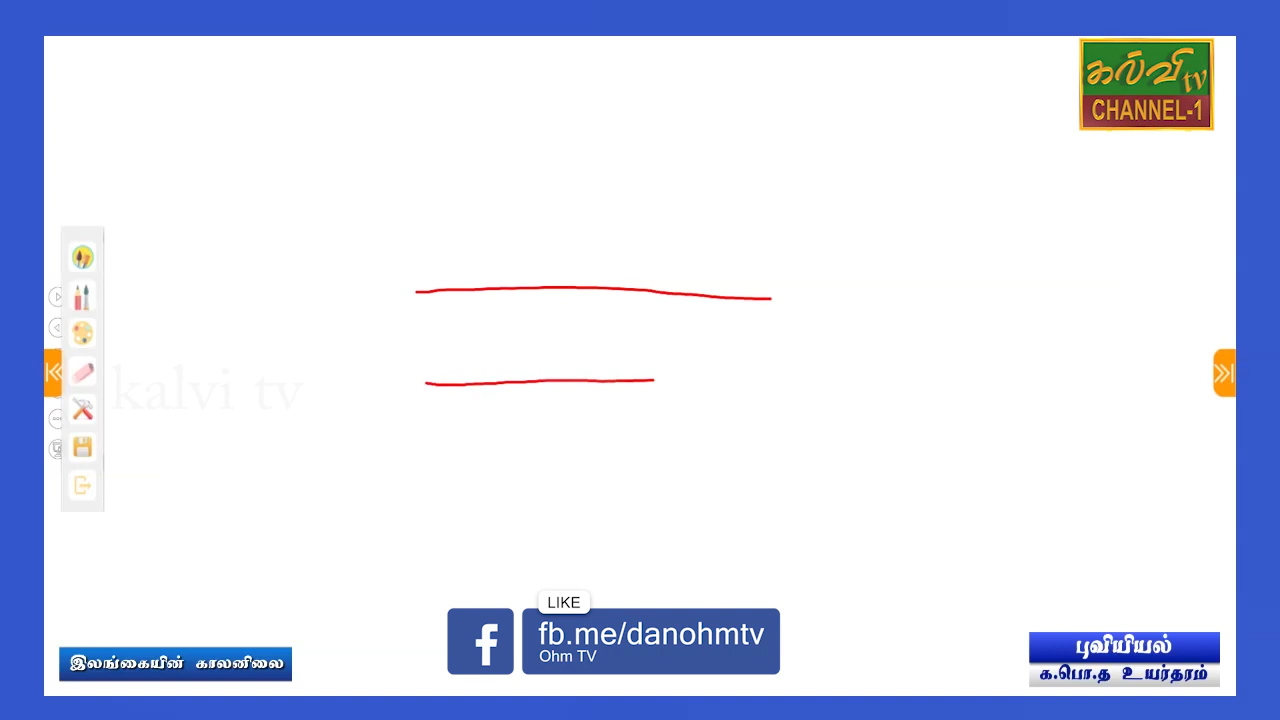 கல்வி tv
CHANNEL-1
kalvi tv
LIKE
fb.me/danohmtv
Ohm TV
இலங்கையின் காலனிலை
புவியியல்
க.பொ.த உயர்தரம்